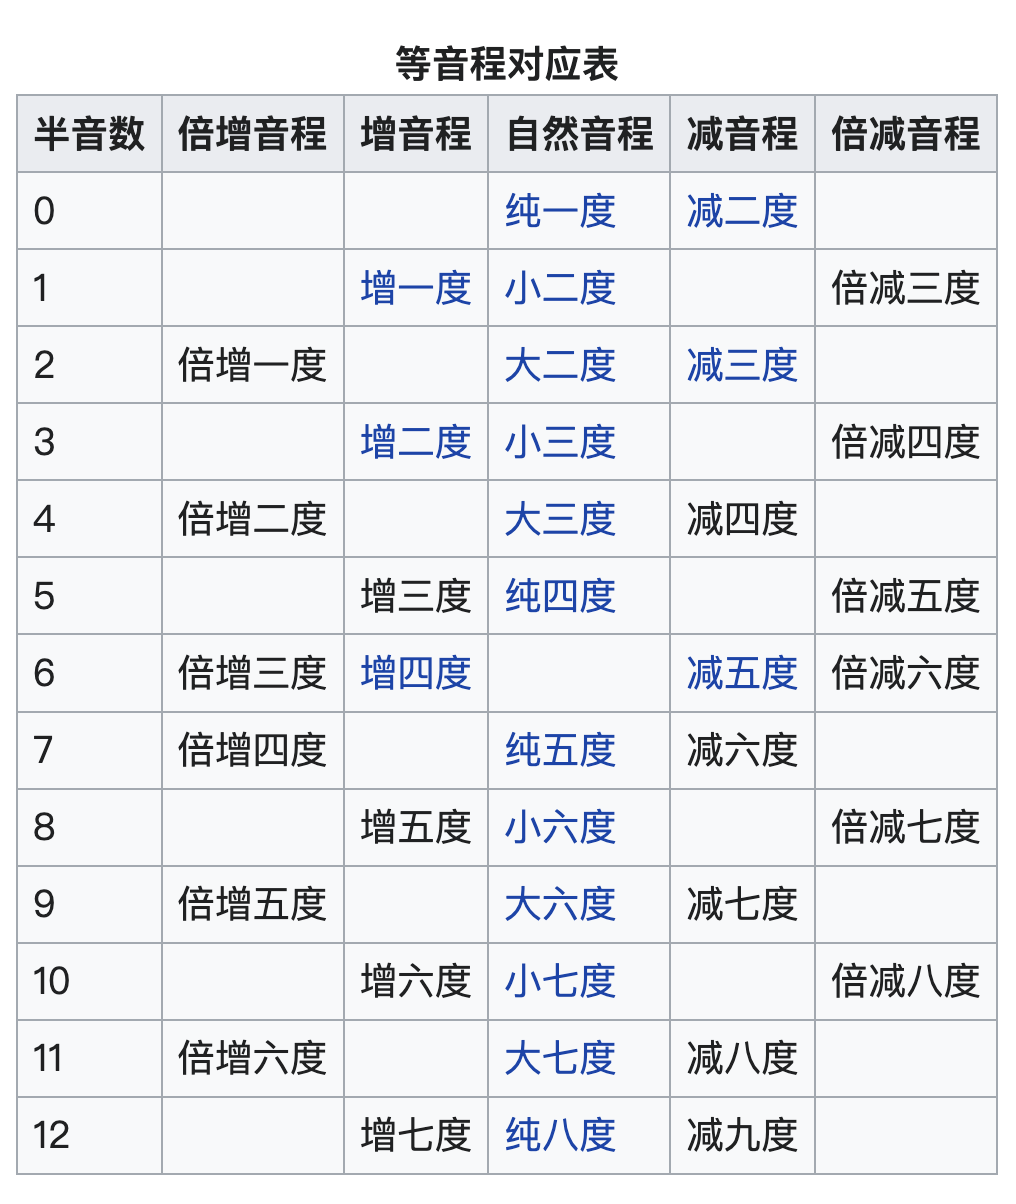 等音程对应表
半音数 倍增音程 增音程 自然音程 减音程 倍减音程
0 纯一度 减二度
1 增一度 小二度 倍减三度
2 倍增一度 大二度 减三度
3 增二度 小三度 倍减四度
4 倍增二度 大三度 减四度
5 增三度 纯四度 倍减五度
6 倍增三度 增四度 减五度 倍减六度
7 倍增四度 纯五度 减六度
8 增五度 小六度 倍减七度
9 倍增五度 大六度 减七度
10 增六度 小七度 倍减八度
11 倍增六度 大七度 减八度
12 增七度 纯八度 减九度